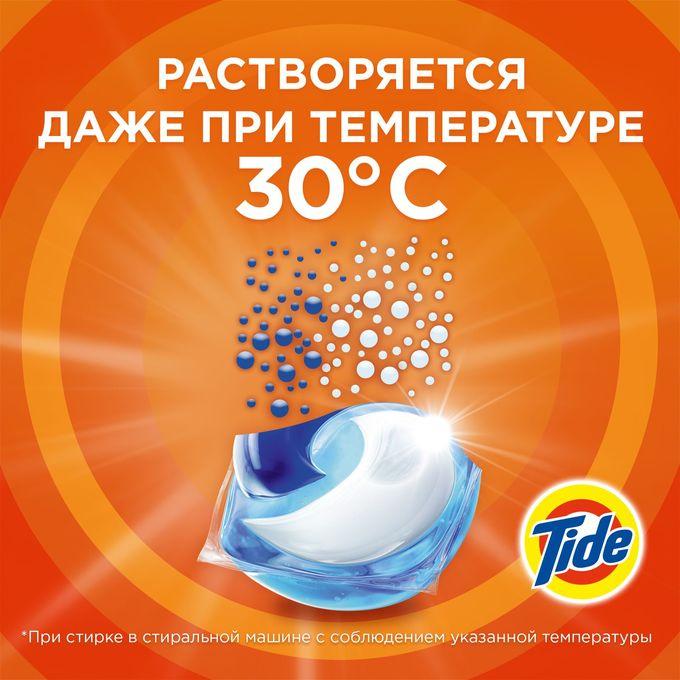 РАСТВОРЯЕТСЯ
ДАЖЕ ПРИ ТЕМПЕРАТУРЕ
30°C
Tide
*При стирке в стиральной машине с соблюдением указанной температуры